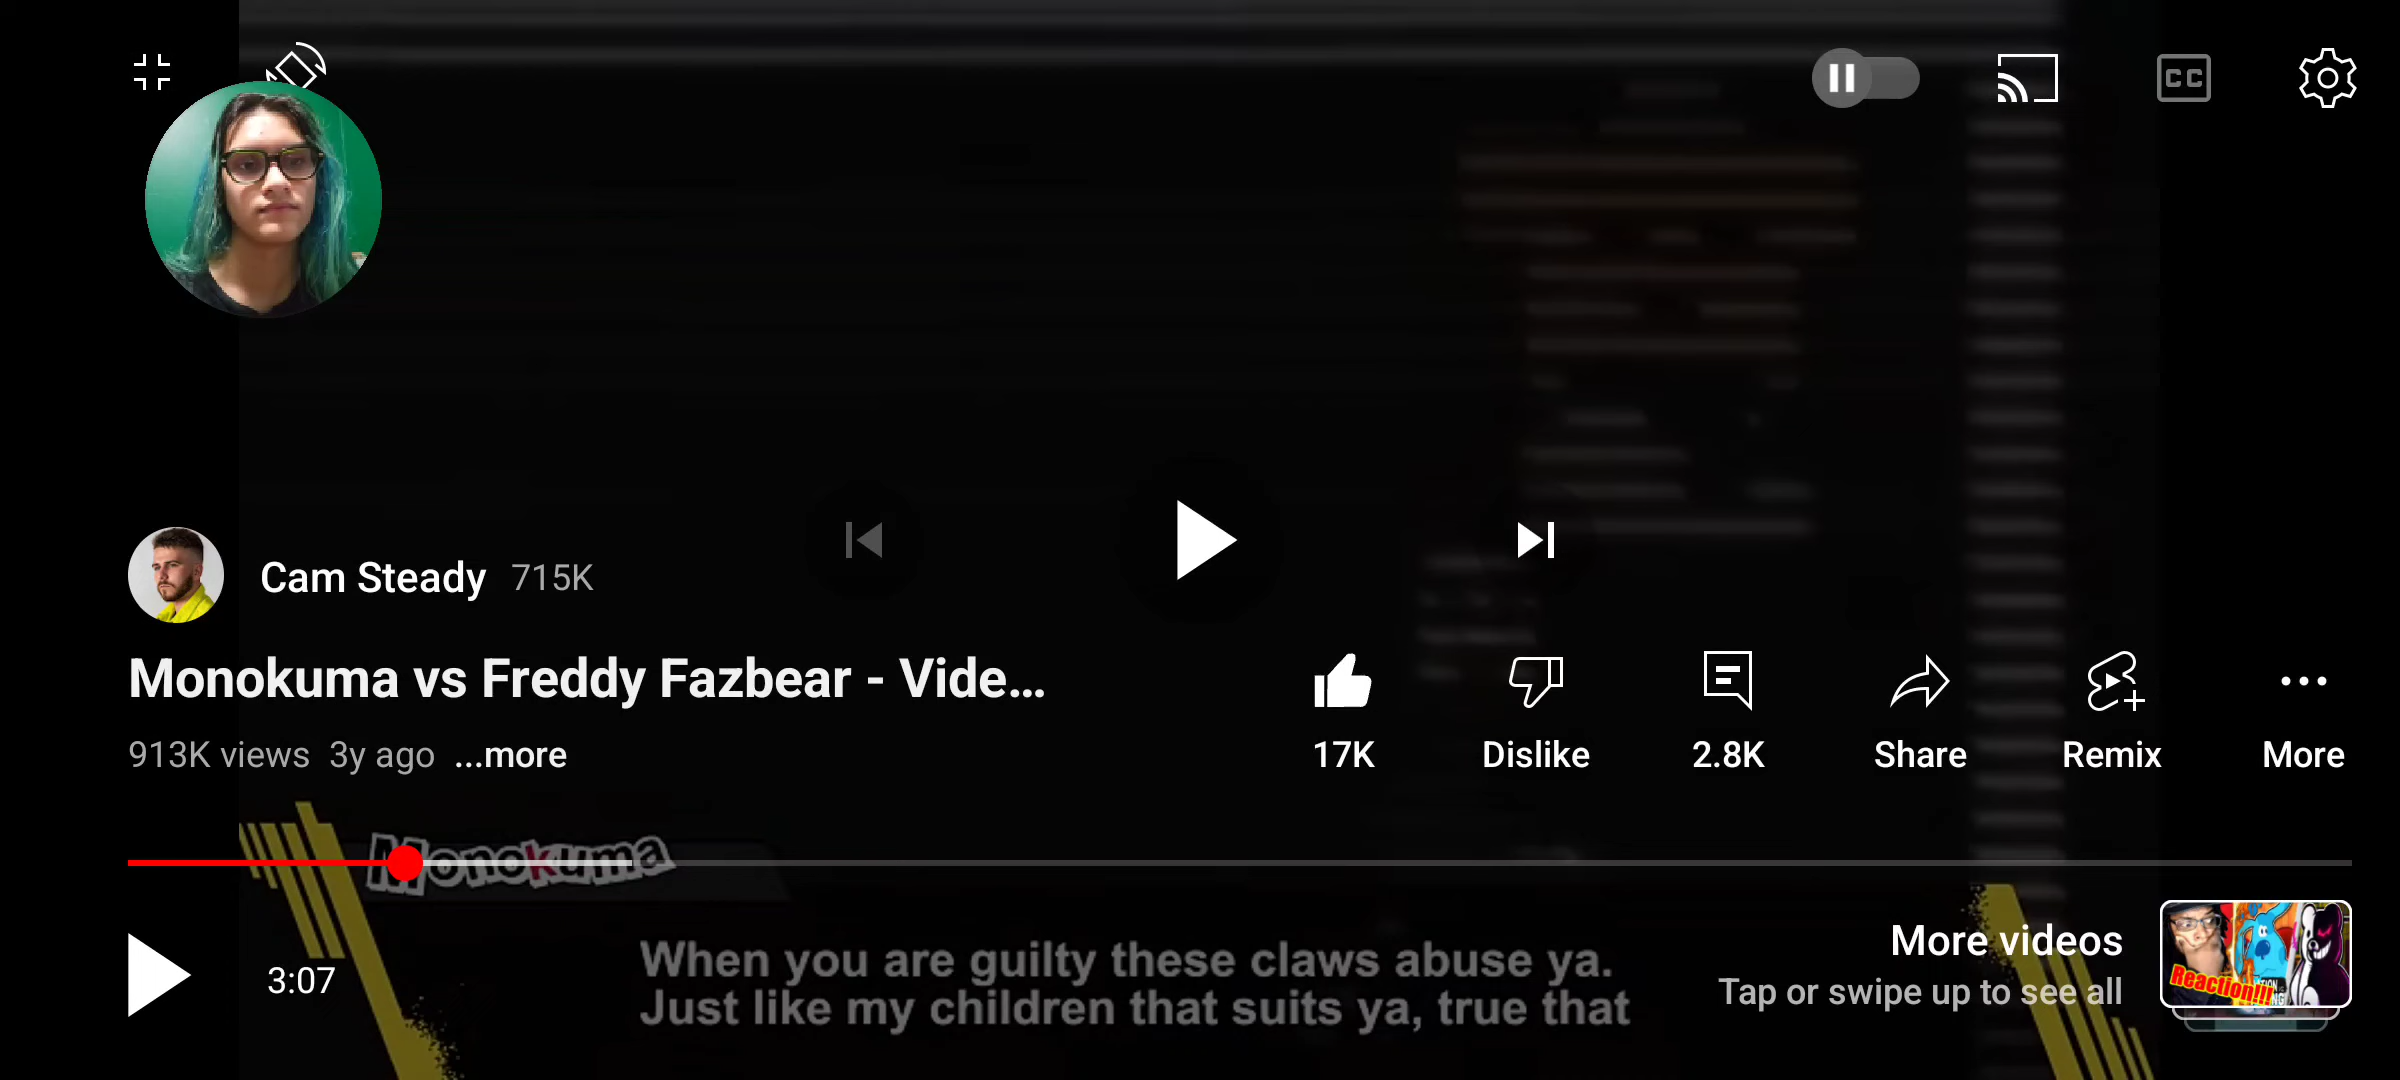 CC
Cam Steady 715K
Monokuma vs Freddy Fazbear - Vide...
913K views 3y ago ...more
17K Dislike 2.8K Share Remix More
Monokuma
3:07
When you are guilty these claws abuse ya.
Just like my children that suits ya, true that
More videos
Tap or swipe up to see all
Reaction!!!